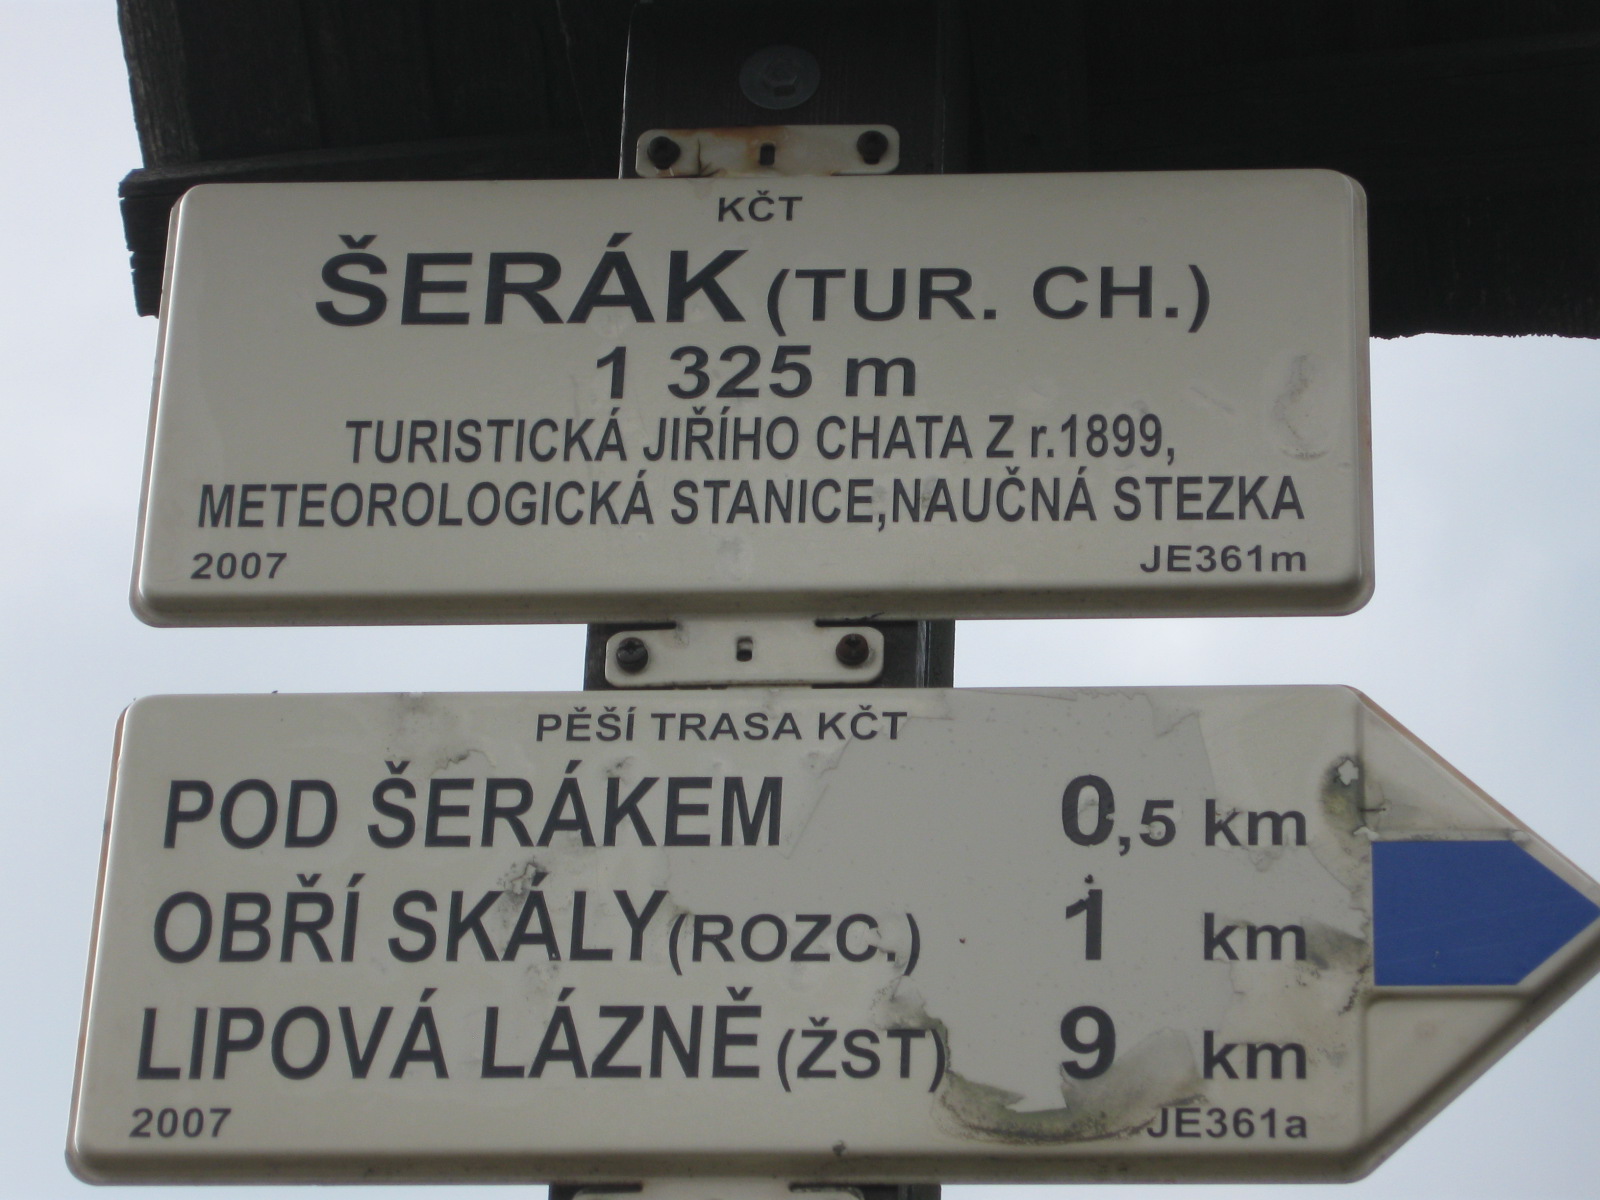 KČT
ŠERÁK (TUR. CH.)
1 325 m
TURISTICKÁ JIŘÍHO CHATA Z r.1899,
METEOROLOGICKÁ STANICE,NAUČNÁ STEZKA
2007 JE361m
PĚŠÍ TRASA KČT
POD ŠERÁKEM 0,5 km
OBŘÍ SKÁLY(ROZC.) 1 km
LIPOVÁ LÁZNĚ(ŽST) 9 km
2007 JE361a